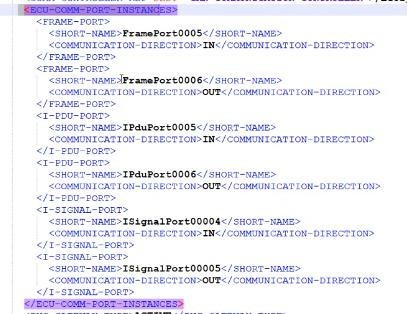 <ECU-COMM-PORT-INSTANCES>
<FRAME-PORT>
<SHORT-NAME>FramePort0005</SHORT-NAME>
<COMMUNICATION-DIRECTION>IN</COMMUNICATION-DIRECTION>
</FRAME-PORT>
<FRAME-PORT>
<SHORT-NAME>FramePort0006</SHORT-NAME>
<COMMUNICATION-DIRECTION>OUT</COMMUNICATION-DIRECTION>
</FRAME-PORT>
<I-PDU-PORT>
<SHORT-NAME>IPduPort0005</SHORT-NAME>
<COMMUNICATION-DIRECTION>IN</COMMUNICATION-DIRECTION>
</I-PDU-PORT>
<I-PDU-PORT>
<SHORT-NAME>IPduPort0006</SHORT-NAME>
<COMMUNICATION-DIRECTION>OUT</COMMUNICATION-DIRECTION>
</I-PDU-PORT>
<I-SIGNAL-PORT>
<SHORT-NAME>ISignalPort00004</SHORT-NAME>
<COMMUNICATION-DIRECTION>IN</COMMUNICATION-DIRECTION>
</I-SIGNAL-PORT>
<I-SIGNAL-PORT>
<SHORT-NAME>ISignalPort00005</SHORT-NAME>
<COMMUNICATION-DIRECTION>OUT</COMMUNICATION-DIRECTION>
</I-SIGNAL-PORT>
</ECU-COMM-PORT-INSTANCES>